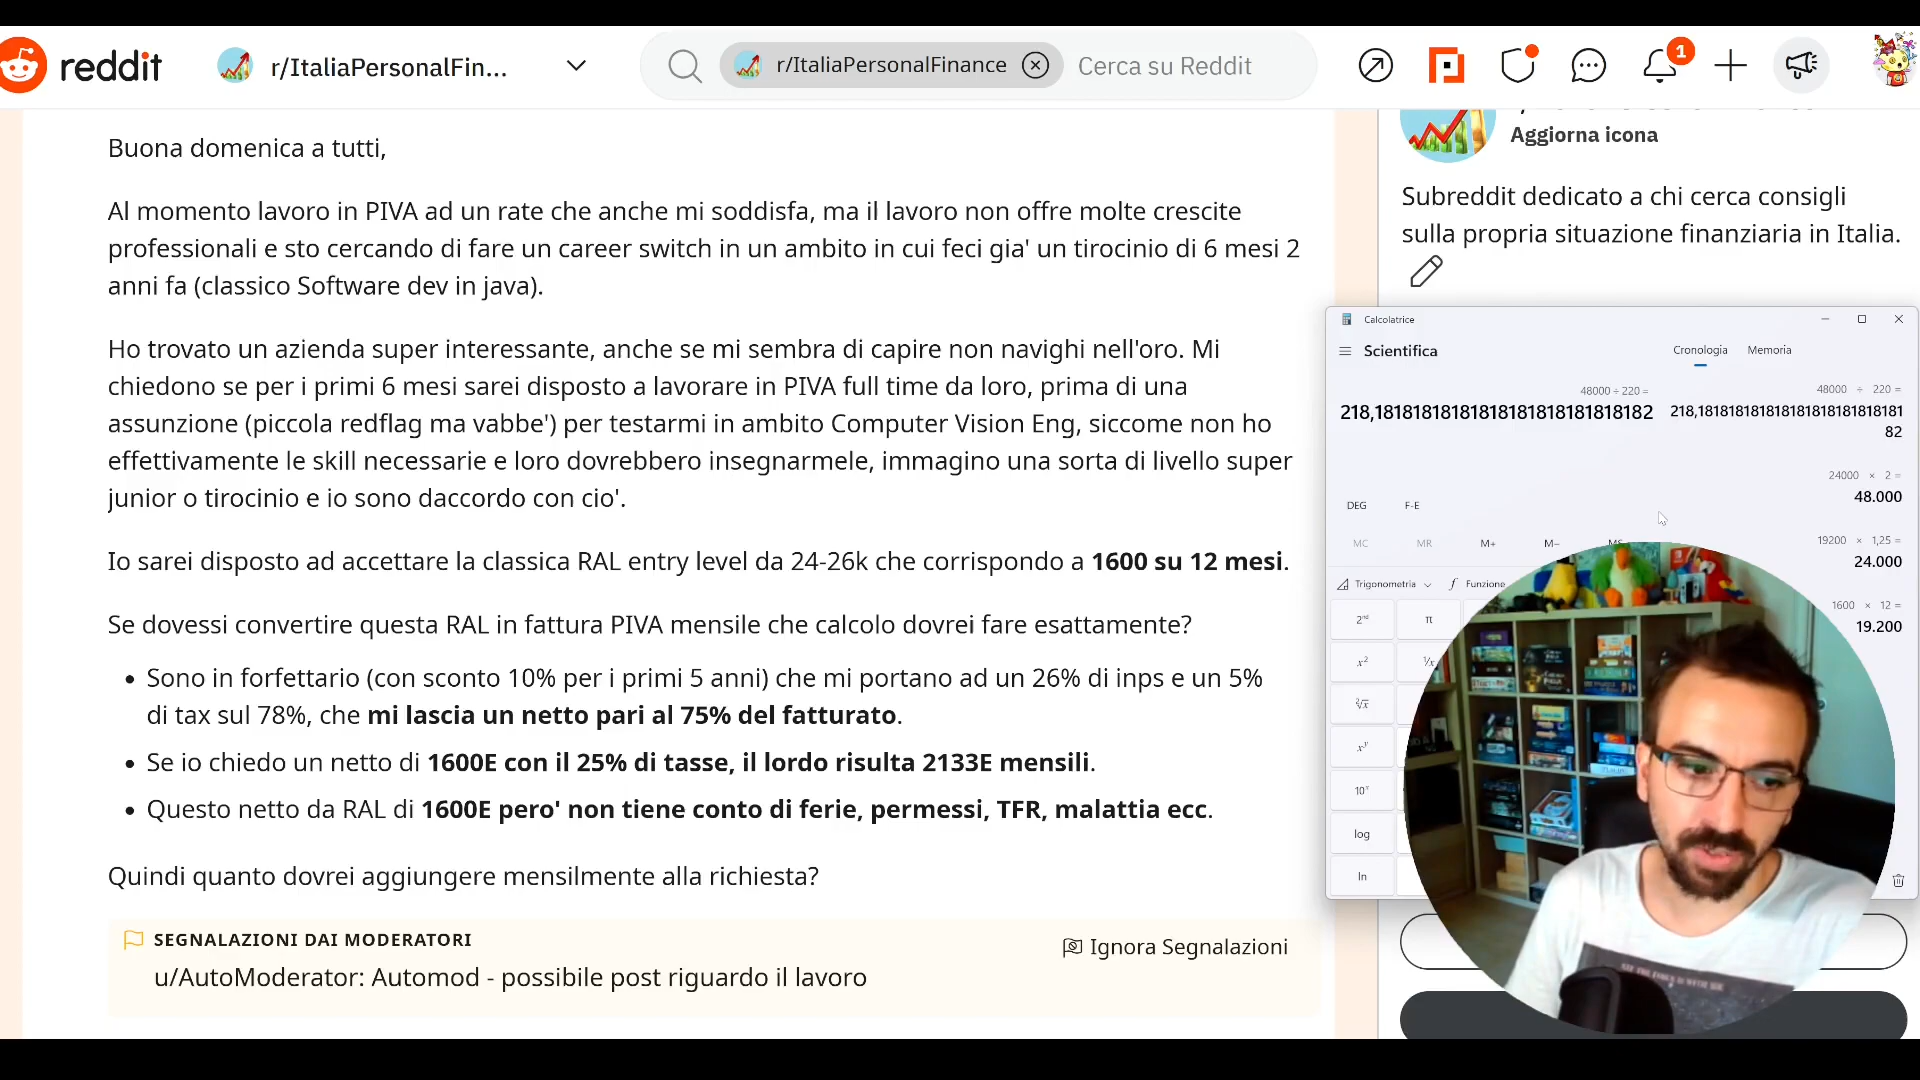 reddit
r/ItaliaPersonalFin...
r/ItaliaPersonalFinance
Cerca su Reddit
1
Buona domenica a tutti,
Al momento lavoro in PIVA ad un rate che anche mi soddisfa, ma il lavoro non offre molte crescite
professionali e sto cercando di fare un career switch in un ambito in cui feci gia' un tirocinio di 6 mesi 2
anni fa (classico Software dev in java).
Ho trovato un azienda super interessante, anche se mi sembra di capire non navighi nell'oro. Mi
chiedono se per i primi 6 mesi sarei disposto a lavorare in PIVA full time da loro, prima di una
assunzione (piccola redflag ma vabbe') per testarmi in ambito Computer Vision Eng, siccome non ho
effettivamente le skill necessarie e loro dovrebbero insegnarmele, immagino una sorta di livello super
junior o tirocinio e io sono daccordo con cio'.
Io sarei disposto ad accettare la classica RAL entry level da 24-26k che corrispondo a 1600 su 12 mesi.
Se dovessi convertire questa RAL in fattura PIVA mensile che calcolo dovrei fare esattamente?
• Sono in forfettario (con sconto 10% per i primi 5 anni) che mi portano ad un 26% di inps e un 5%
di tax sul 78%, che mi lascia un netto pari al 75% del fatturato.
• Se io chiedo un netto di 1600E con il 25% di tasse, il lordo risulta 2133E mensili.
• Questo netto da RAL di 1600E pero' non tiene conto di ferie, permessi, TFR, malattia ecc.
Quindi quanto dovrei aggiungere mensilmente alla richiesta?
SEGNALAZIONI DAI MODERATORI
Ignora Segnalazioni
u/AutoModerator: Automod - possibile post riguardo il lavoro
Aggiorna icona
Subreddit dedicato a chi cerca consigli
sulla propria situazione finanziaria in Italia.
Calcolatrice
Scientifica
Cronologia Memoria
48000 ÷ 220 =
218,18181818181818181818181818182
48000 ÷ 220 =
218,181818181818181818181818181
82
24000 × 2 =
48.000
19200 × 1,25 =
24.000
1600 × 12 =
19.200
DEG F-E
MC MR M+ M- MS
Trigonometria Funzione
2nd π
x² ¹/x
²√x
xʸ
10ˣ
log
ln